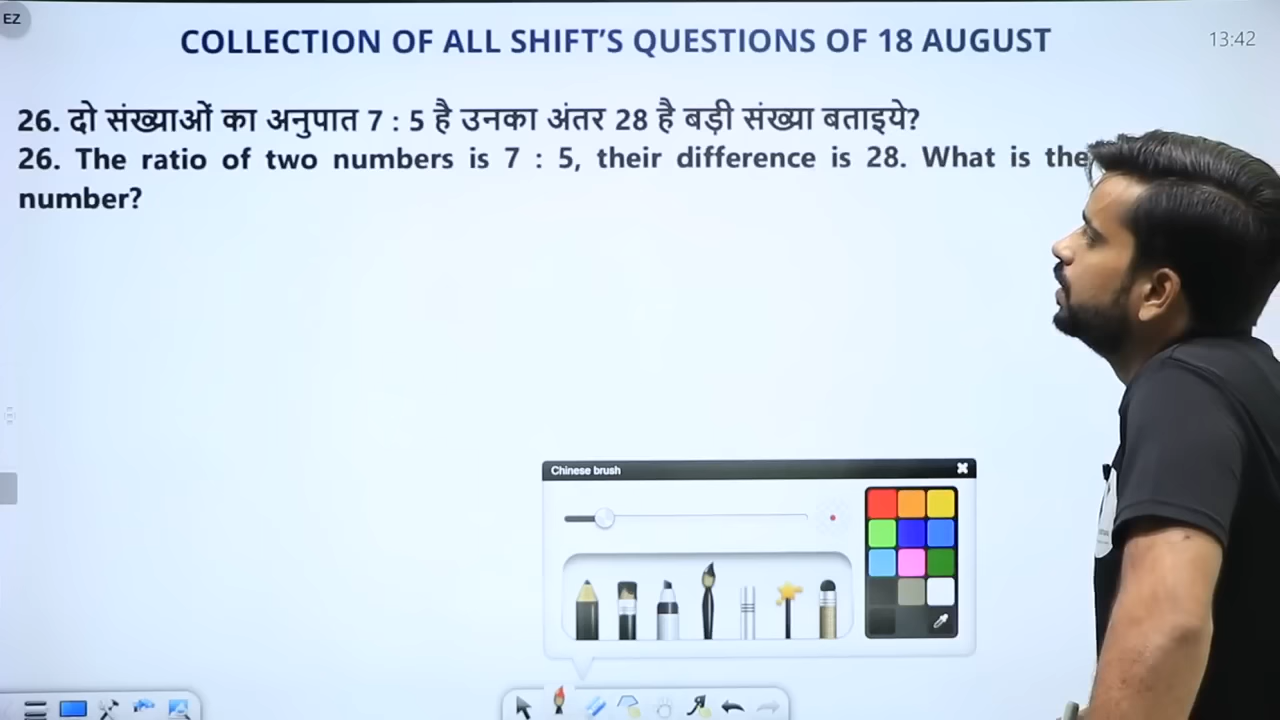 EZ
COLLECTION OF ALL SHIFT’S QUESTIONS OF 18 AUGUST
13:42
26. दो संख्याओं का अनुपात 7 : 5 है उनका अंतर 28 है बड़ी संख्या बताइये?
26. The ratio of two numbers is 7 : 5, their difference is 28. What is the
number?
Chinese brush